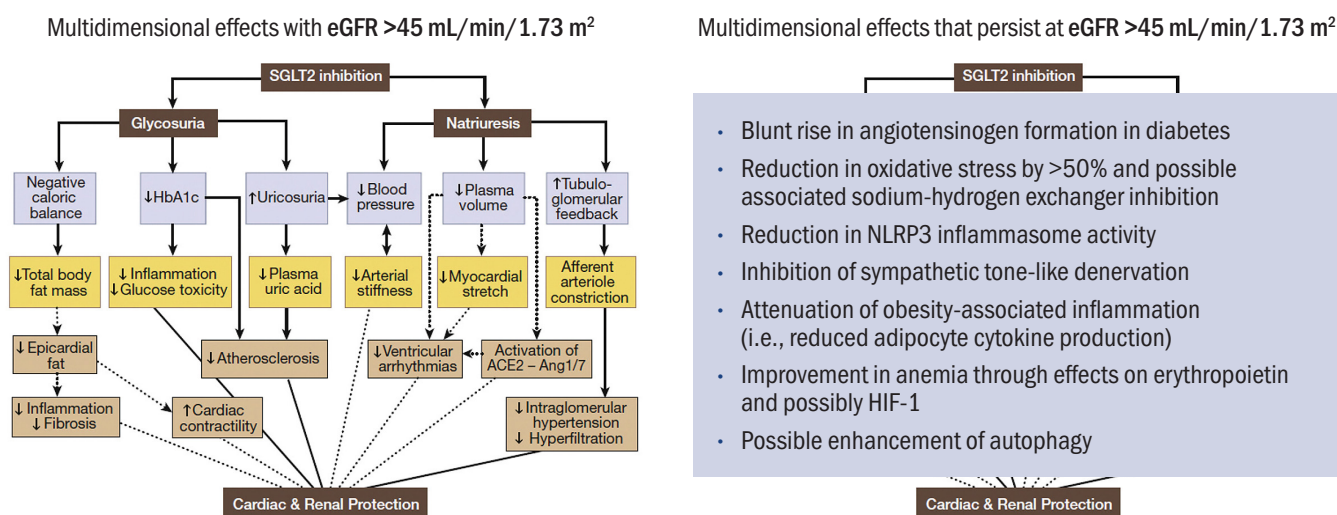 Multidimensional effects with eGFR >45 mL/min/1.73 m²
SGLT2 inhibition
Glycosuria
Natriuresis
Negative
caloric
balance
↓HbA1c
↑Uricosuria
↓Blood
pressure
↓Plasma
volume
↑Tubulo-
glomerular
feedback
↓Total body
fat mass
↓Inflammation
↓Glucose toxicity
↓Plasma
uric acid
↓Arterial
stiffness
↓Myocardial
stretch
Afferent
arteriole
constriction
↓Epicardial
fat
↓Atherosclerosis
↓Ventricular
arrhythmias
Activation of
ACE2 – Ang1/7
↓Inflammation
↓Fibrosis
↑Cardiac
contractility
↓Intraglomerular
hypertension
↓Hyperfiltration
Cardiac & Renal Protection
Multidimensional effects that persist at eGFR >45 mL/min/1.73 m²
SGLT2 inhibition
• Blunt rise in angiotensinogen formation in diabetes
• Reduction in oxidative stress by >50% and possible
associated sodium-hydrogen exchanger inhibition
• Reduction in NLRP3 inflammasome activity
• Inhibition of sympathetic tone-like denervation
• Attenuation of obesity-associated inflammation
(i.e., reduced adipocyte cytokine production)
• Improvement in anemia through effects on erythropoietin
and possibly HIF-1
• Possible enhancement of autophagy
Cardiac & Renal Protection